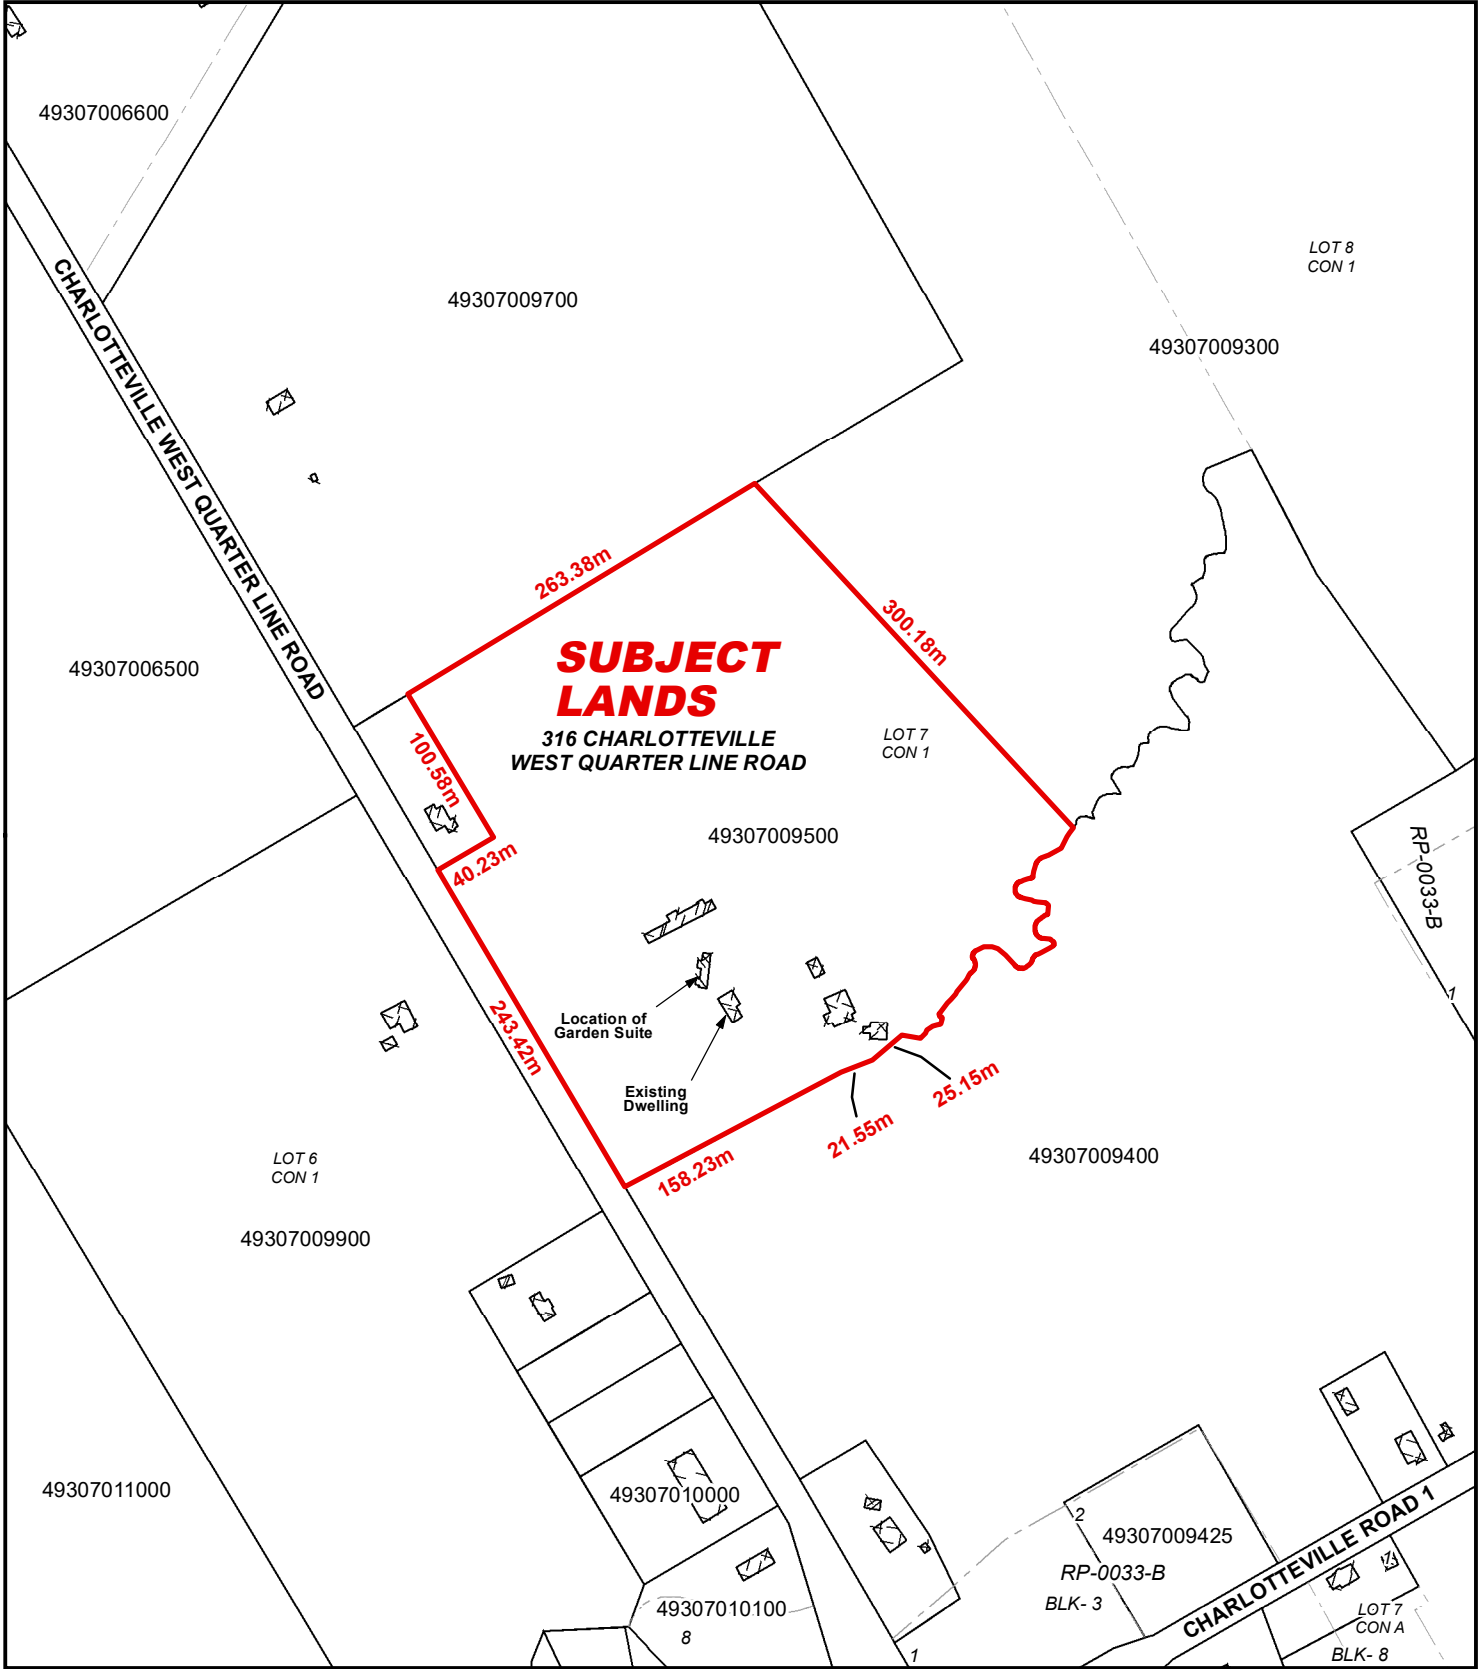 49307006600
LOT 8
CON 1
49307009700
49307009300
CHARLOTTEVILLE WEST QUARTER LINE ROAD
263.38m
300.18m
SUBJECT
LANDS
316 CHARLOTTEVILLE
WEST QUARTER LINE ROAD
49307006500
LOT 7
CON 1
100.58m
49307009500
40.23m
RP-0033-B
1
243.42m
Location of
Garden Suite
Existing
Dwelling
25.15m
21.55m
158.23m
49307009400
LOT 6
CON 1
49307009900
49307011000
49307010000
2
49307009425
RP-0033-B
BLK- 3
CHARLOTTEVILLE ROAD 1
49307010100
8
LOT 7
CON A
1
BLK- 8